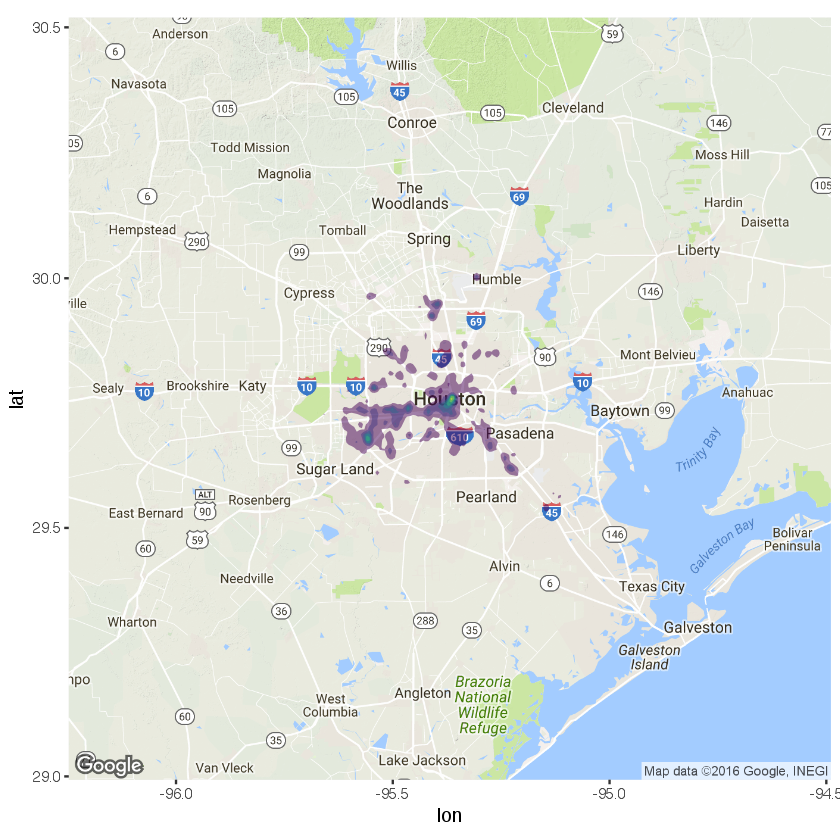 30.5
Anderson
59
6
Willis
Navasota
45
105
105
105
Cleveland
Conroe
146
77
05
Todd Mission
Moss Hill
Magnolia
105
The
Woodlands
69
6
Hardin
Hempstead
290
Tomball
Daisetta
Spring
99
Liberty
30.0
Humble
ville
Cypress
146
69
290
45
90
Mont Belvieu
Sealy
10
Brookshire
Katy
10
10
10
Anahuac
Houston
Baytown
99
610
Pasadena
Trinity Bay
99
Sugar Land
ALT
90
Rosenberg
Pearland
East Bernard
45
29.5
59
60
146
Galveston Bay
Bolivar
Peninsula
Alvin
Needville
6
Texas City
36
Wharton
288
35
Galveston
Galveston
Island
mpo
Brazoria
National
Wildlife
Refuge
Angleton
West
Columbia
60
35
Lake Jackson
Van Vleck
Google
Map data ©2016 Google, INEGI
29.0
-96.0
-95.5
-95.0
-94.5
lon
lat